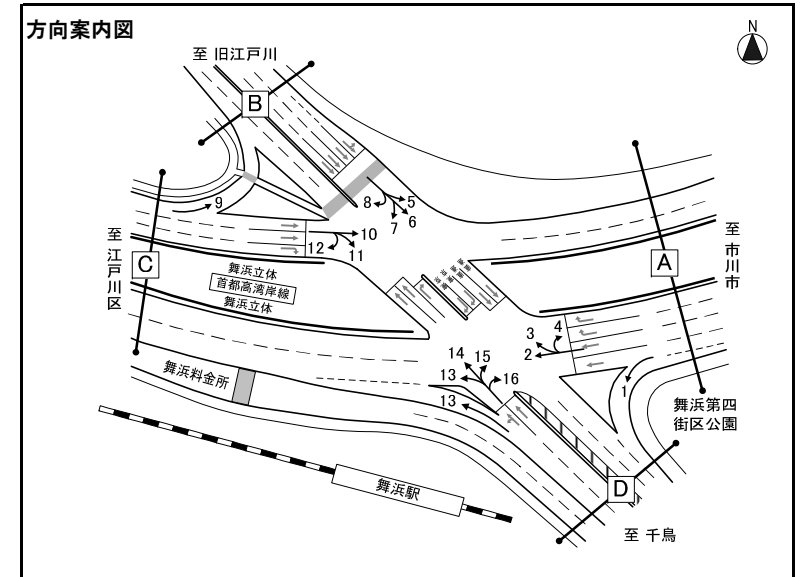 方向案内図
N
至 旧江戸川
B
9
8
5
7
6
至 江戸川区
C
12
10
11
舞浜立体
首都高湾岸線
舞浜立体
A
至 市川市
3
4
2
14
15
13
16
13
1
舞浜料金所
舞浜第四
街区公園
舞浜駅
D
至 千鳥